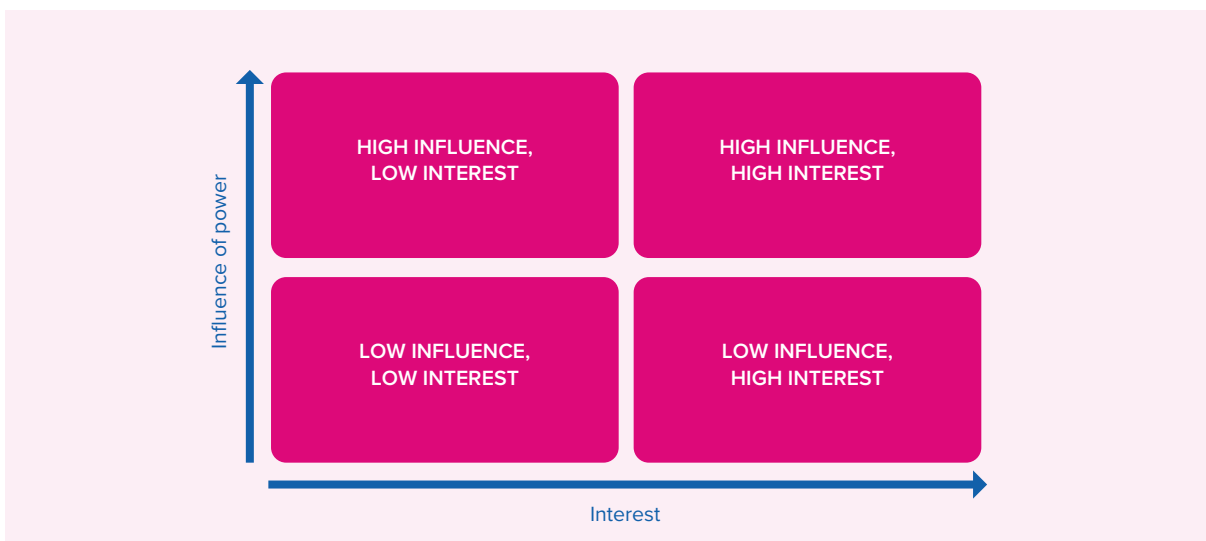 HIGH INFLUENCE,
LOW INTEREST
HIGH INFLUENCE,
HIGH INTEREST
Influence of power
LOW INFLUENCE,
LOW INTEREST
LOW INFLUENCE,
HIGH INTEREST
Interest